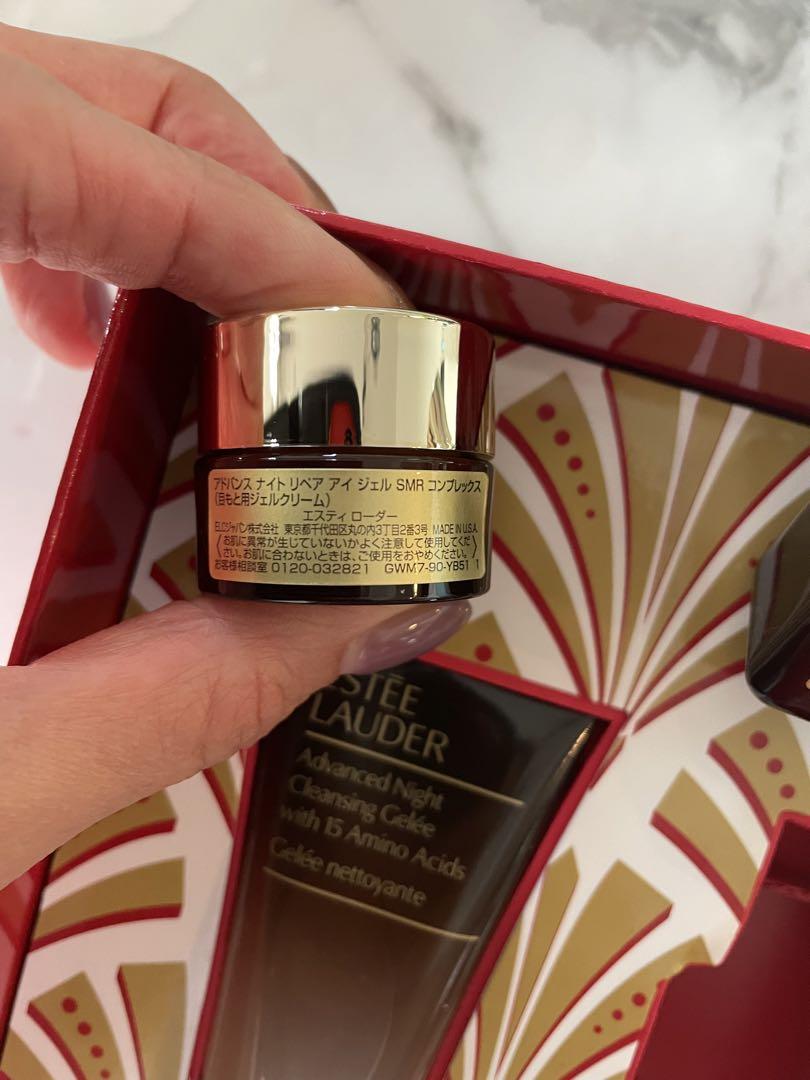 アドバンス ナイト リペア アイ ジェル SMR コンプレックス
(目もと用ジェルクリーム)
エスティ ローダー
ELCジャパン株式会社 東京都千代田区丸の内3丁目2番3号 MADE IN U.S.A.
お肌に異常が生じていないかよく注意して使用してくだ
さい。お肌に合わないときは、ご使用をおやめください。
お客様相談室 0120-032821 GWM7-90-YB51 1
ESTĒE
LAUDER
Advanced Night
Cleansing Gelée
with 15 Amino Acids
Gelée nettoyante